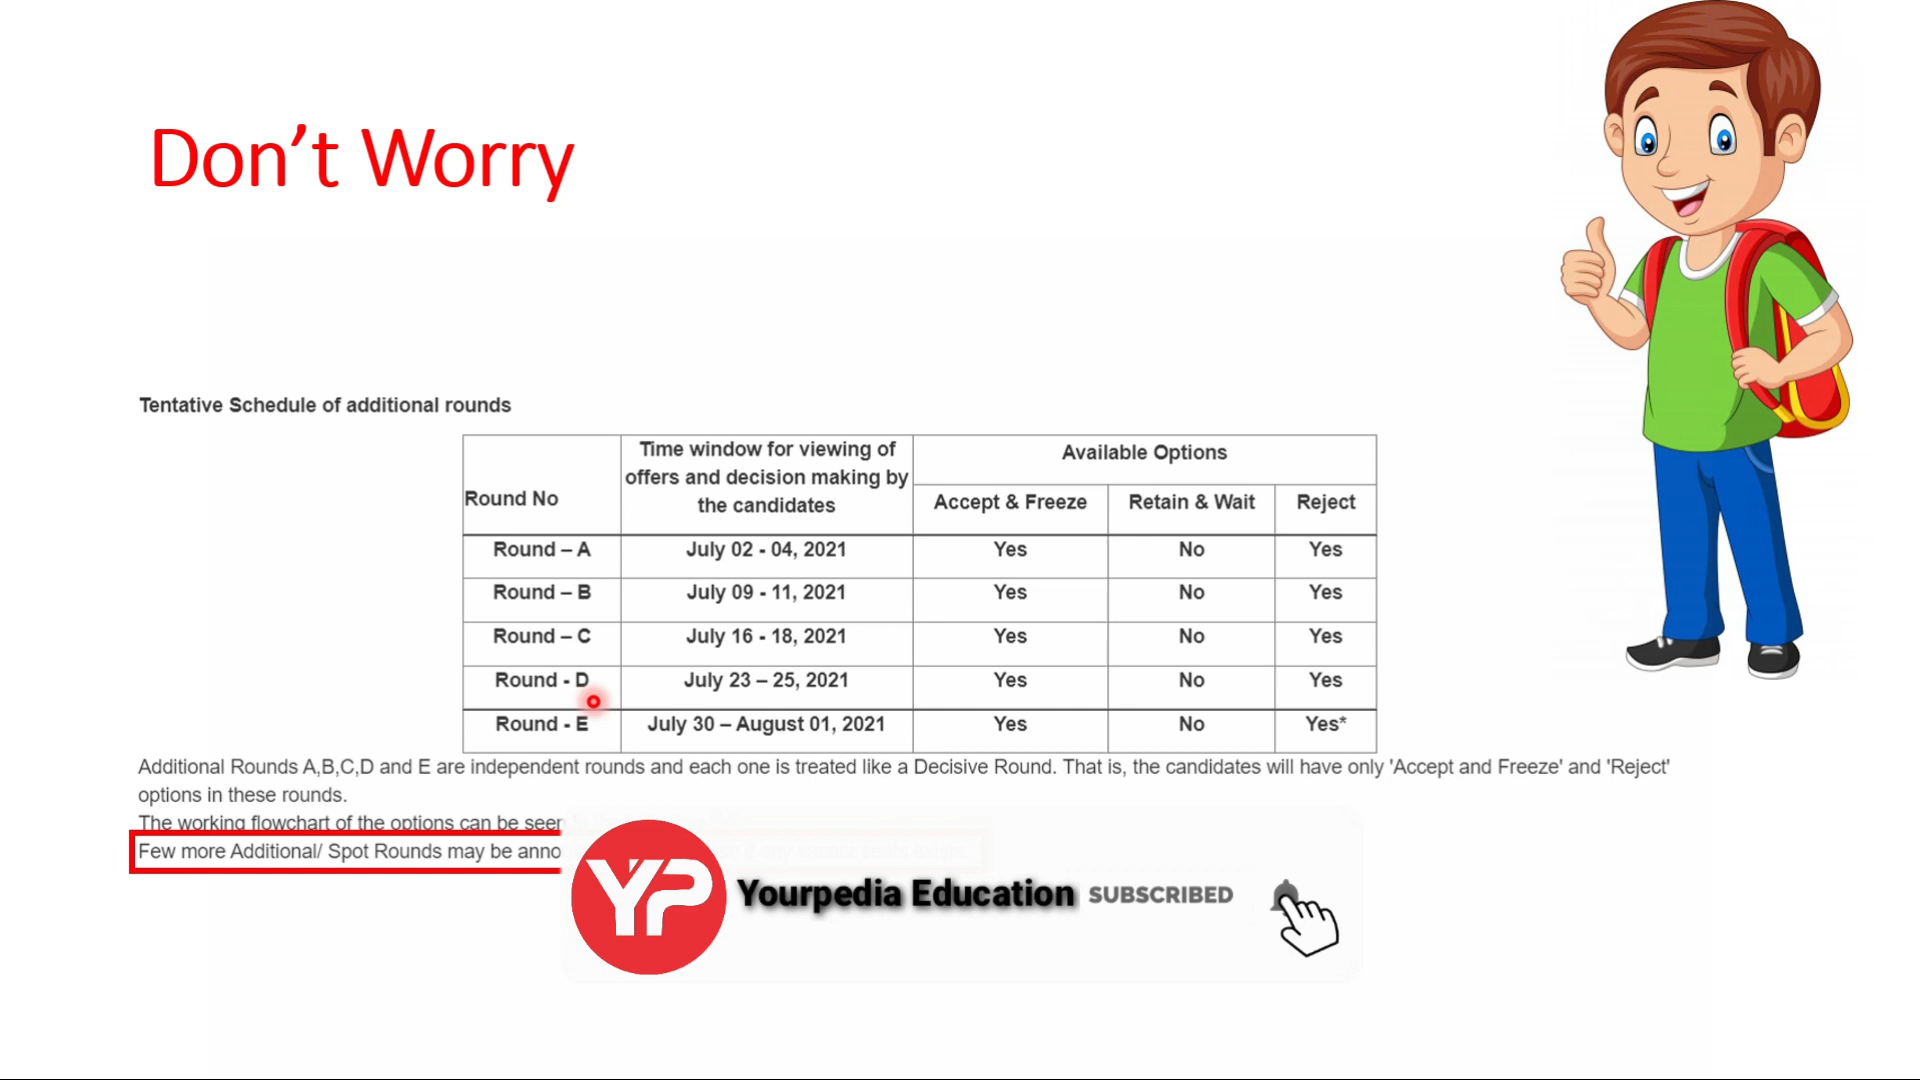 Don't Worry
Tentative Schedule of additional rounds
Round No
Time window for viewing of
offers and decision making by
the candidates
Available Options
Accept & Freeze Retain & Wait Reject
Round – A July 02 - 04, 2021 Yes No Yes
Round – B July 09 - 11, 2021 Yes No Yes
Round – C July 16 - 18, 2021 Yes No Yes
Round - D July 23 – 25, 2021 Yes No Yes
Round - E July 30 – August 01, 2021 Yes No Yes*
Additional Rounds A,B,C,D and E are independent rounds and each one is treated like a Decisive Round. That is, the candidates will have only 'Accept and Freeze' and 'Reject'
options in these rounds.
The working flowchart of the options can be seen
Few more Additional/ Spot Rounds may be
YP Yourpedia Education SUBSCRIBED